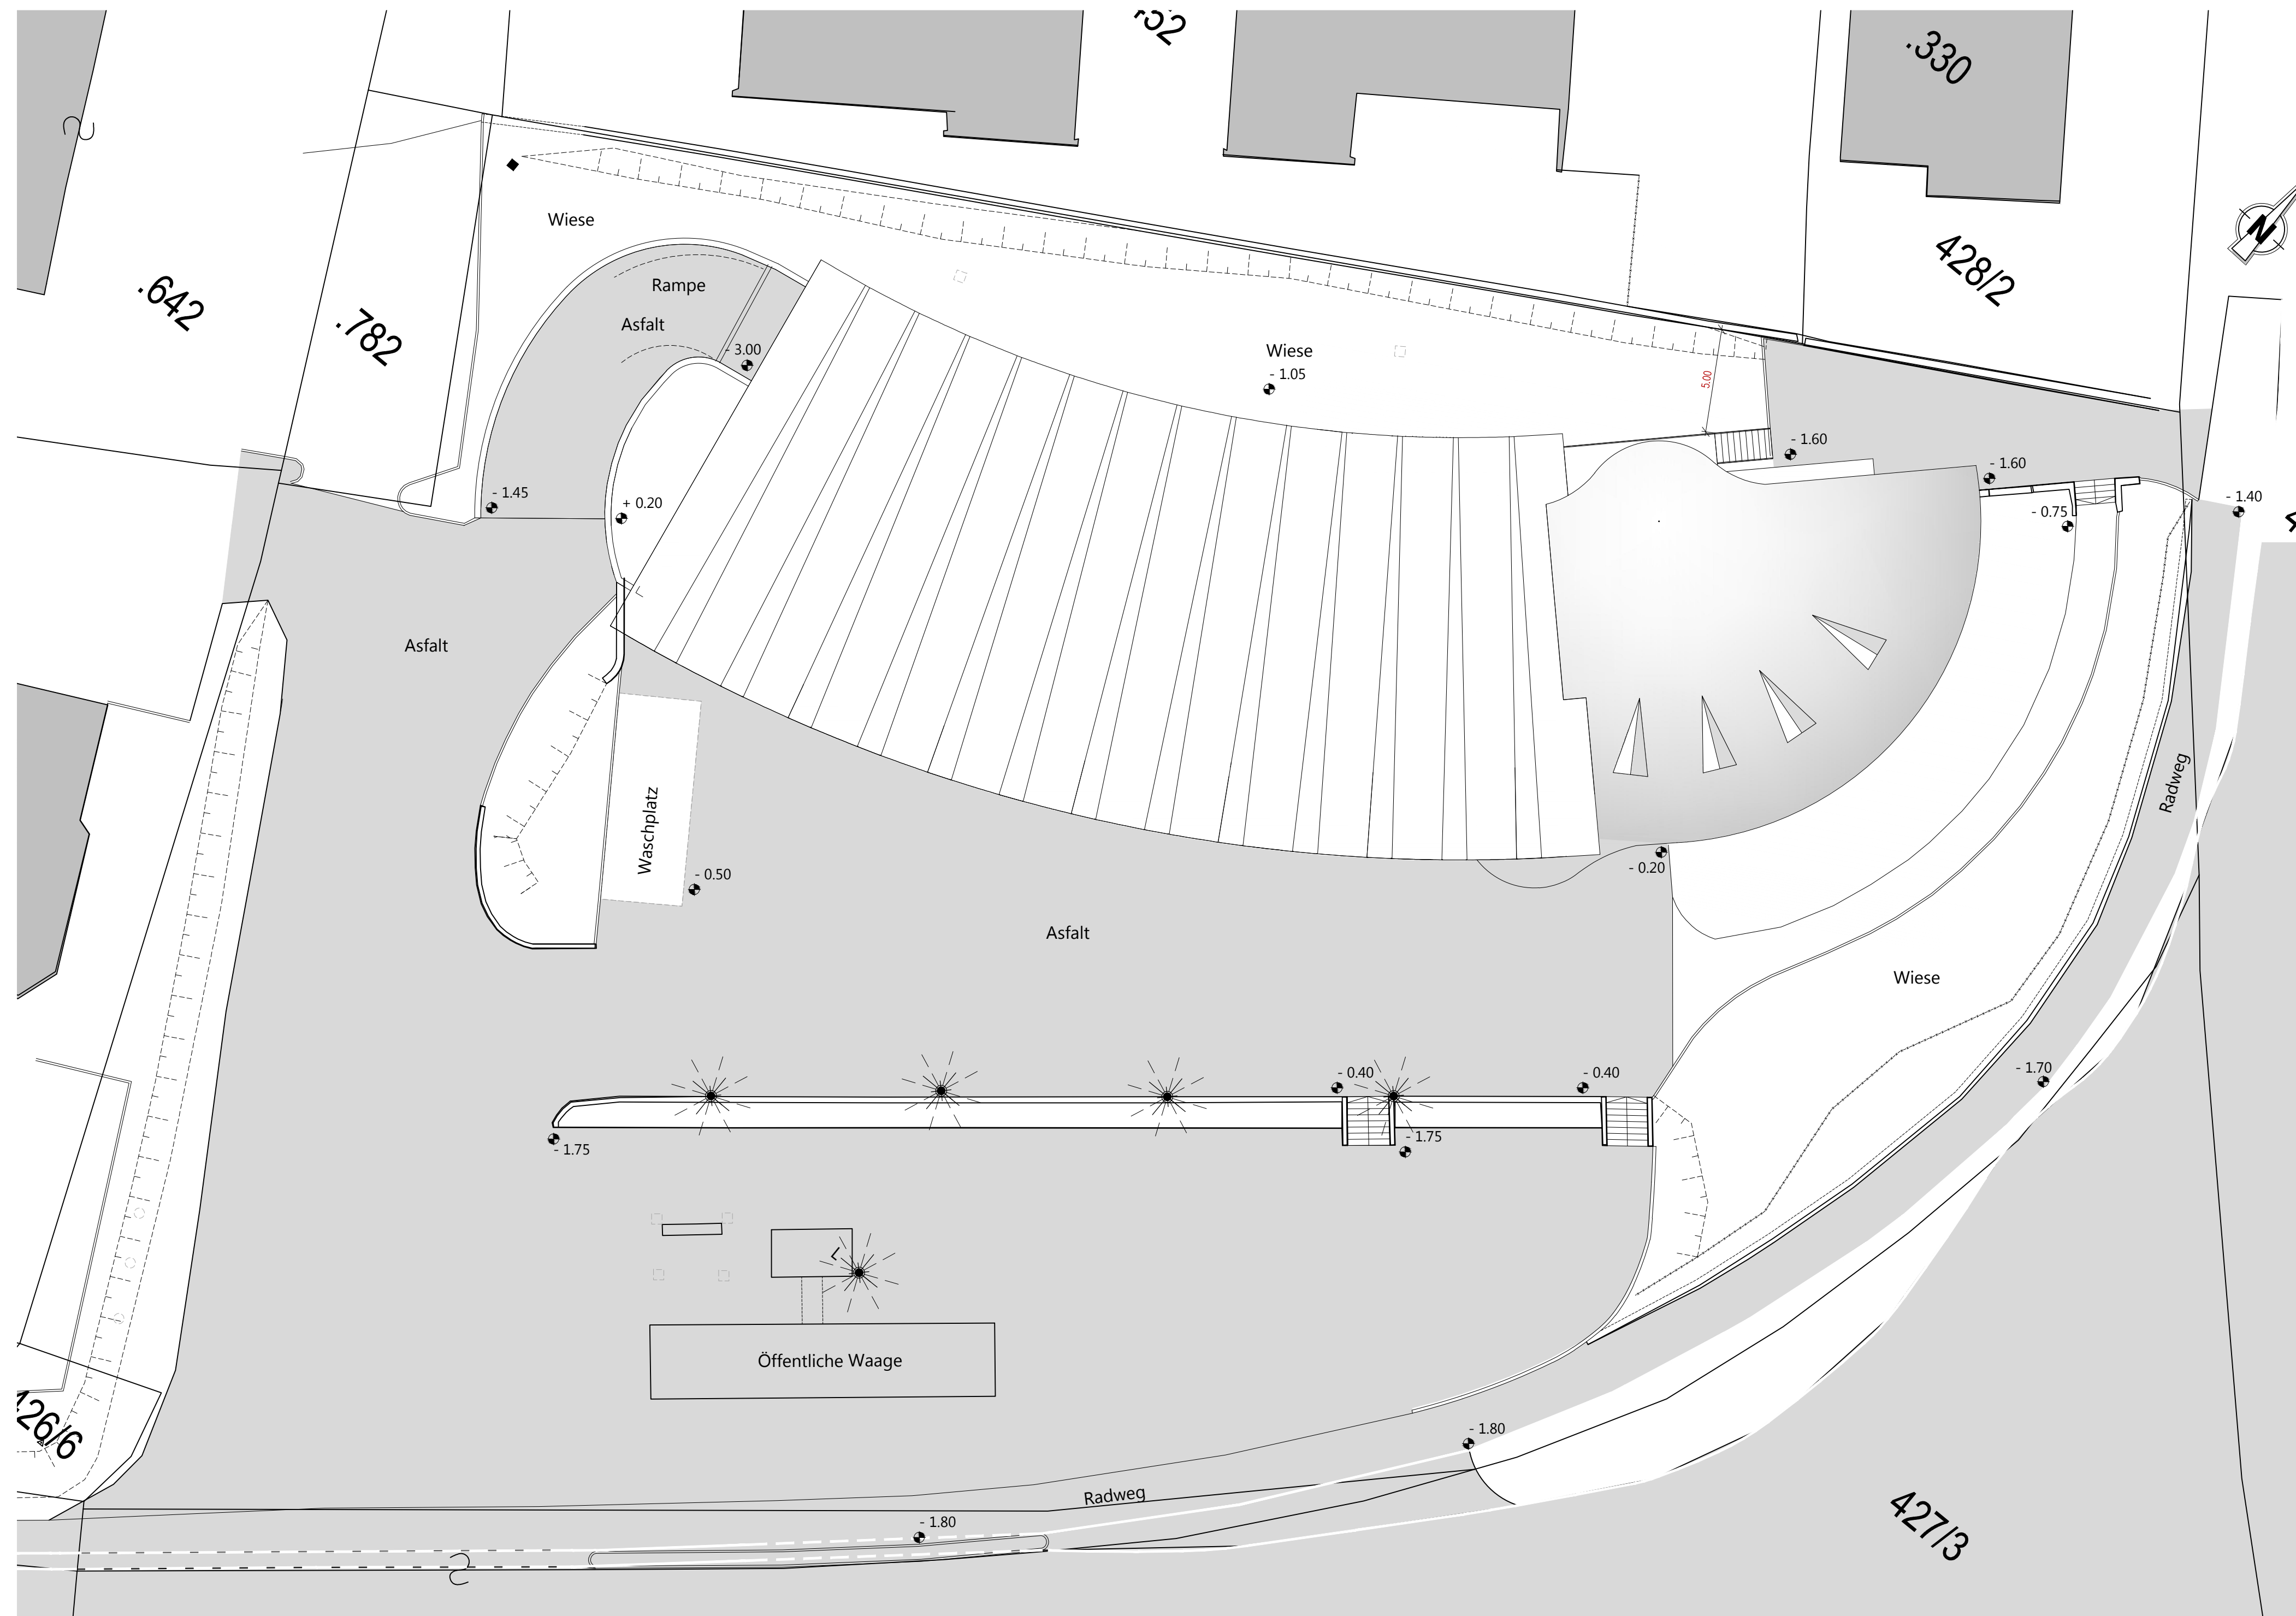 .330
Wiese
428/2
N
Rampe
.642
Asfalt
.782
- 3.00
Wiese
- 1.05
5.00
- 1.60
- 1.60
- 1.45
+ 0.20
- 1.40
- 0.75
Asfalt
Radweg
Waschplatz
- 0.50
- 0.20
Asfalt
Wiese
- 0.40
- 0.40
- 1.70
- 1.75
- 1.75
Öffentliche Waage
- 1.80
Radweg
- 1.80
427/3